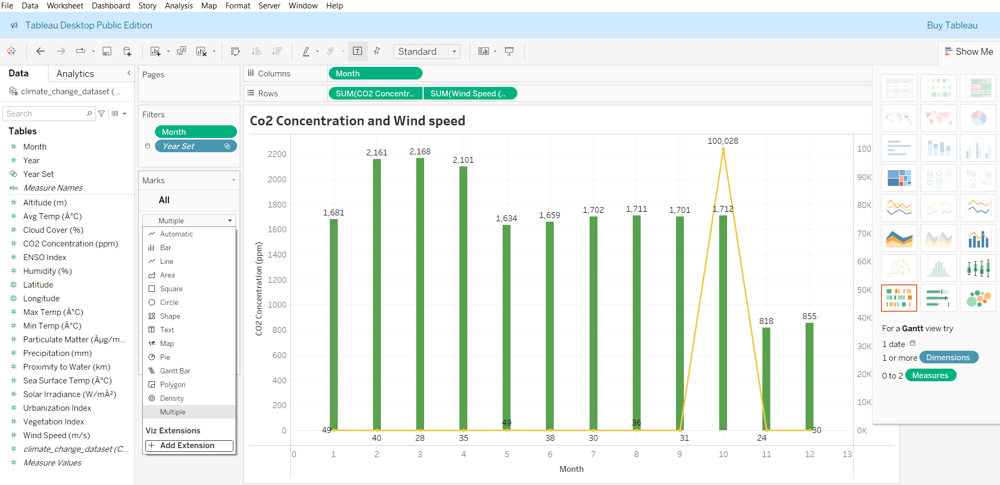 File Data Worksheet Dashboard Story Analysis Map Format Server Window Help
Tableau Desktop Public Edition
Buy Tableau
Standard
Show Me
Data
Analytics
climate_change_dataset (...
Search
Tables
Month
Year
Year Set
Abc Measure Names
Altitude (m)
Avg Temp (Â°C)
Cloud Cover (%)
CO2 Concentration (ppm)
ENSO Index
Humidity (%)
Latitude
Longitude
Max Temp (Â°C)
Min Temp (Â°C)
Particulate Matter (Âµg/m...
Precipitation (mm)
Proximity to Water (km)
Sea Surface Temp (Â°C)
Solar Irradiance (W/mÂ²)
Urbanization Index
Vegetation Index
Wind Speed (m/s)
climate_change_dataset (C...
Measure Values
Pages
Filters
Month
Year Set
Marks
All
Multiple
Automatic
Bar
Line
Area
Square
Circle
Shape
Text
Map
Pie
Gantt Bar
Polygon
Density
Multiple
Viz Extensions
+ Add Extension
Columns
Month
Rows
SUM(CO2 Concentr.. SUM(Wind Speed (..
Co2 Concentration and Wind speed
CO2 Concentration (ppm)
2200
2000
1800
1600
1400
1200
1000
800
600
400
200
0
1,681
2,161
2,168
2,101
1,634
1,659
1,702
1,711
1,701
1,712
818
855
100,028
49
40
28
35
49
38
30
36
31
24
30
100
90K
80K
70K
60K
50K
40K
30K
20K
10K
0K
0 1 2 3 4 5 6 7 8 9 10 11 12 13
Month
For a Gantt view try
1 date
1 or more Dimensions
0 to 2 Measures